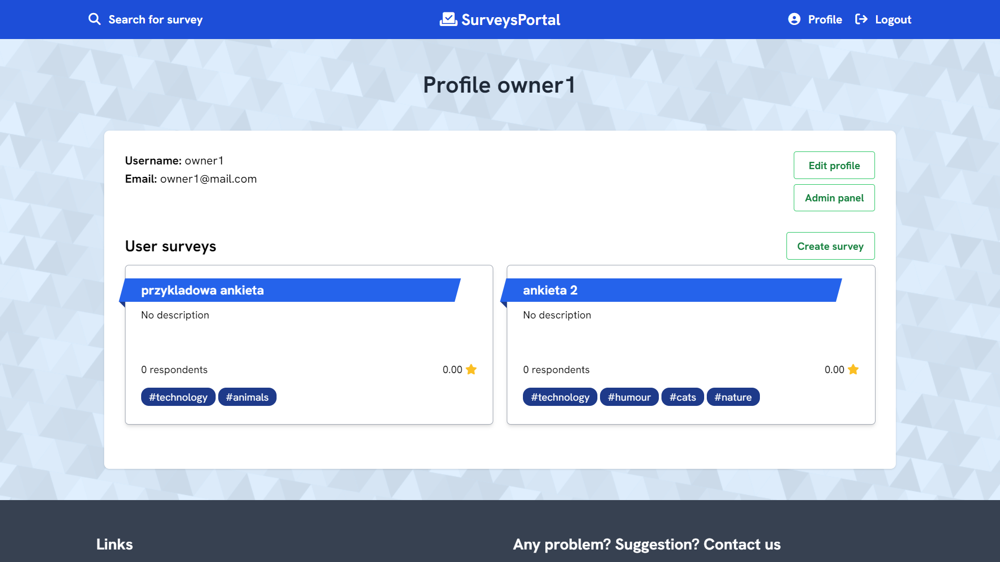 Search for survey
SurveysPortal
Profile
Logout
Profile owner1
Username: owner1
Email: owner1@mail.com
Edit profile
Admin panel
User surveys
Create survey
przykladowa ankieta
No description
0 respondents
0.00
#technology #animals
ankieta 2
No description
0 respondents
0.00
#technology #humour #cats #nature
Links
Any problem? Suggestion? Contact us